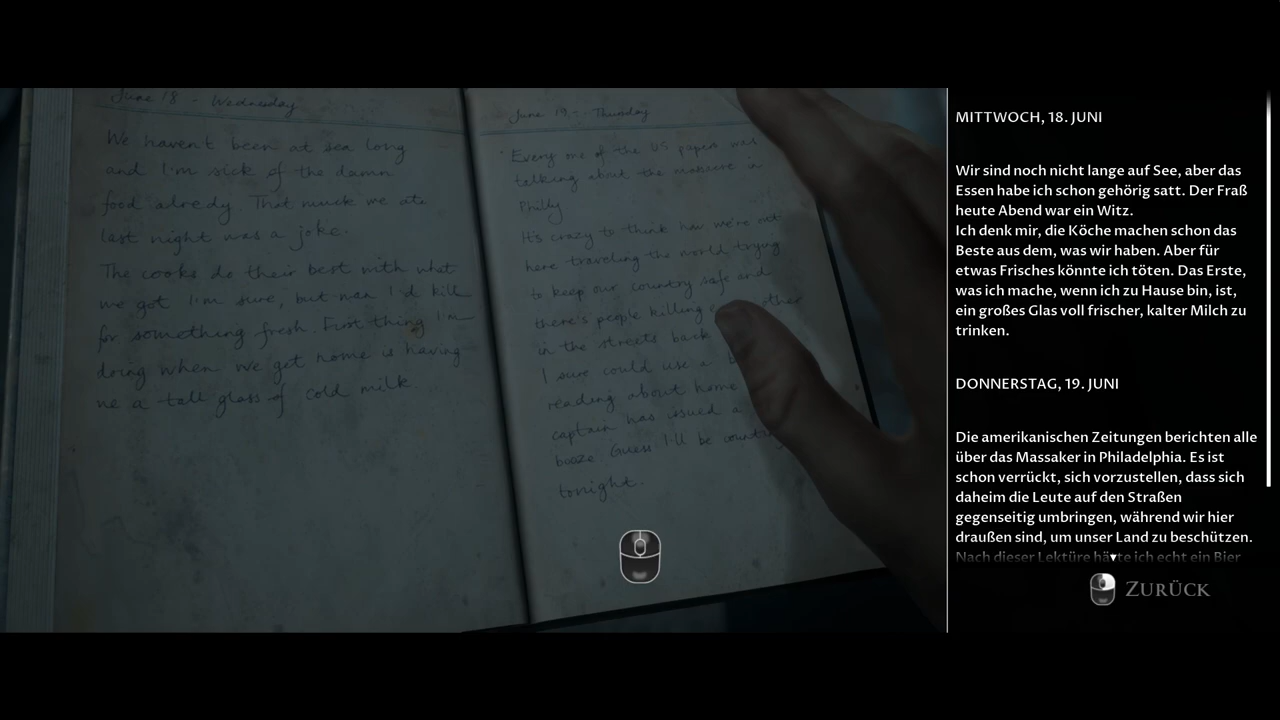 June 18 - Wednesday
We haven't been at sea long
and I'm sick of the damn
food alredy. That muck we ate
last night was a joke.
The cooks do their best with what
we got I'm sure, but man I'd kill
for something fresh. First thing I'm
doing when we get home is having
me a tall glass of cold milk
June 19 - Thursday
Every one of the US papers was
talking about the massacre in
Philly
It's crazy to think how we're out
here traveling the world trying
to keep our country safe and
there's people killing each other
in the streets back
I sure could use a
reading about home
captain has issued a
booze. Guess I'll be counting
tonight.
MITTWOCH, 18. JUNI
Wir sind noch nicht lange auf See, aber das
Essen habe ich schon gehörig satt. Der Fraß
heute Abend war ein Witz.
Ich denk mir, die Köche machen schon das
Beste aus dem, was wir haben. Aber für
etwas Frisches könnte ich töten. Das Erste,
was ich mache, wenn ich zu Hause bin, ist,
ein großes Glas voll frischer, kalter Milch zu
trinken.
DONNERSTAG, 19. JUNI
Die amerikanischen Zeitungen berichten alle
über das Massaker in Philadelphia. Es ist
schon verrückt, sich vorzustellen, dass sich
daheim die Leute auf den Straßen
gegenseitig umbringen, während wir hier
draußen sind, um unser Land zu beschützen.
Nach dieser Lektüre hätte ich echt ein Bier
ZURÜCK